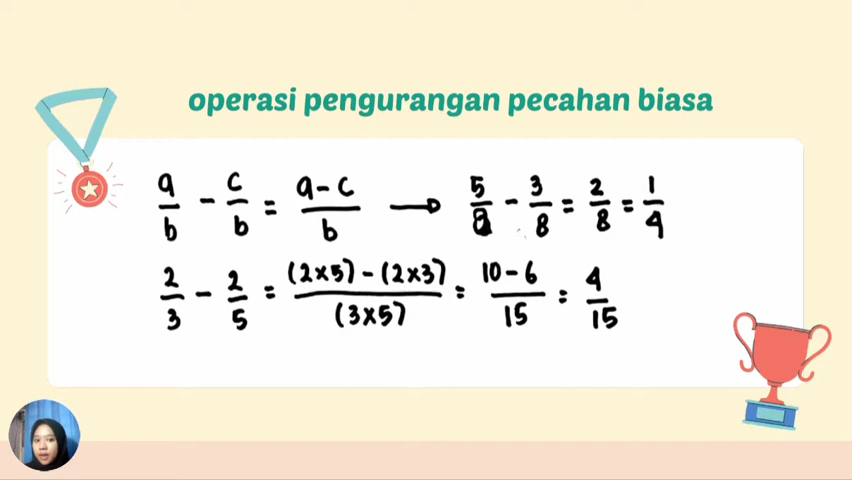 operasi pengurangan pecahan biasa
a/b - c/b = a-c/b → 5/8 - 3/8 = 2/8 = 1/4
2/3 - 2/5 = (2x5) - (2x3)/(3x5) = 10-6/15 = 4/15